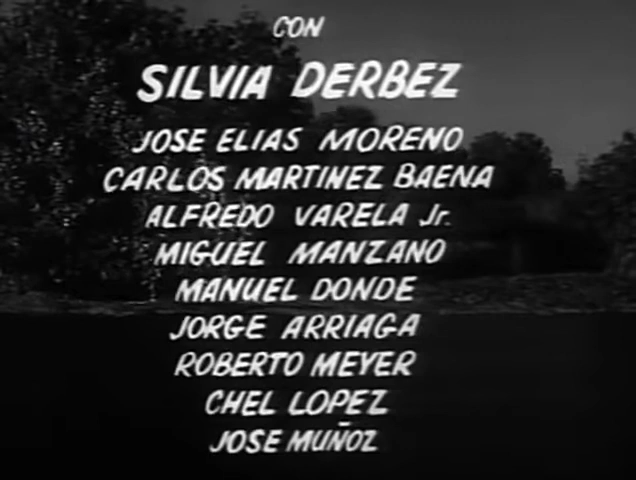 CON
SILVIA DERBEZ
JOSE ELIAS MORENO
CARLOS MARTINEZ BAENA
ALFREDO VARELA Jr.
MIGUEL MANZANO
MANUEL DONDE
JORGE ARRIAGA
ROBERTO MEYER
CHEL LOPEZ
JOSE MUÑOZ